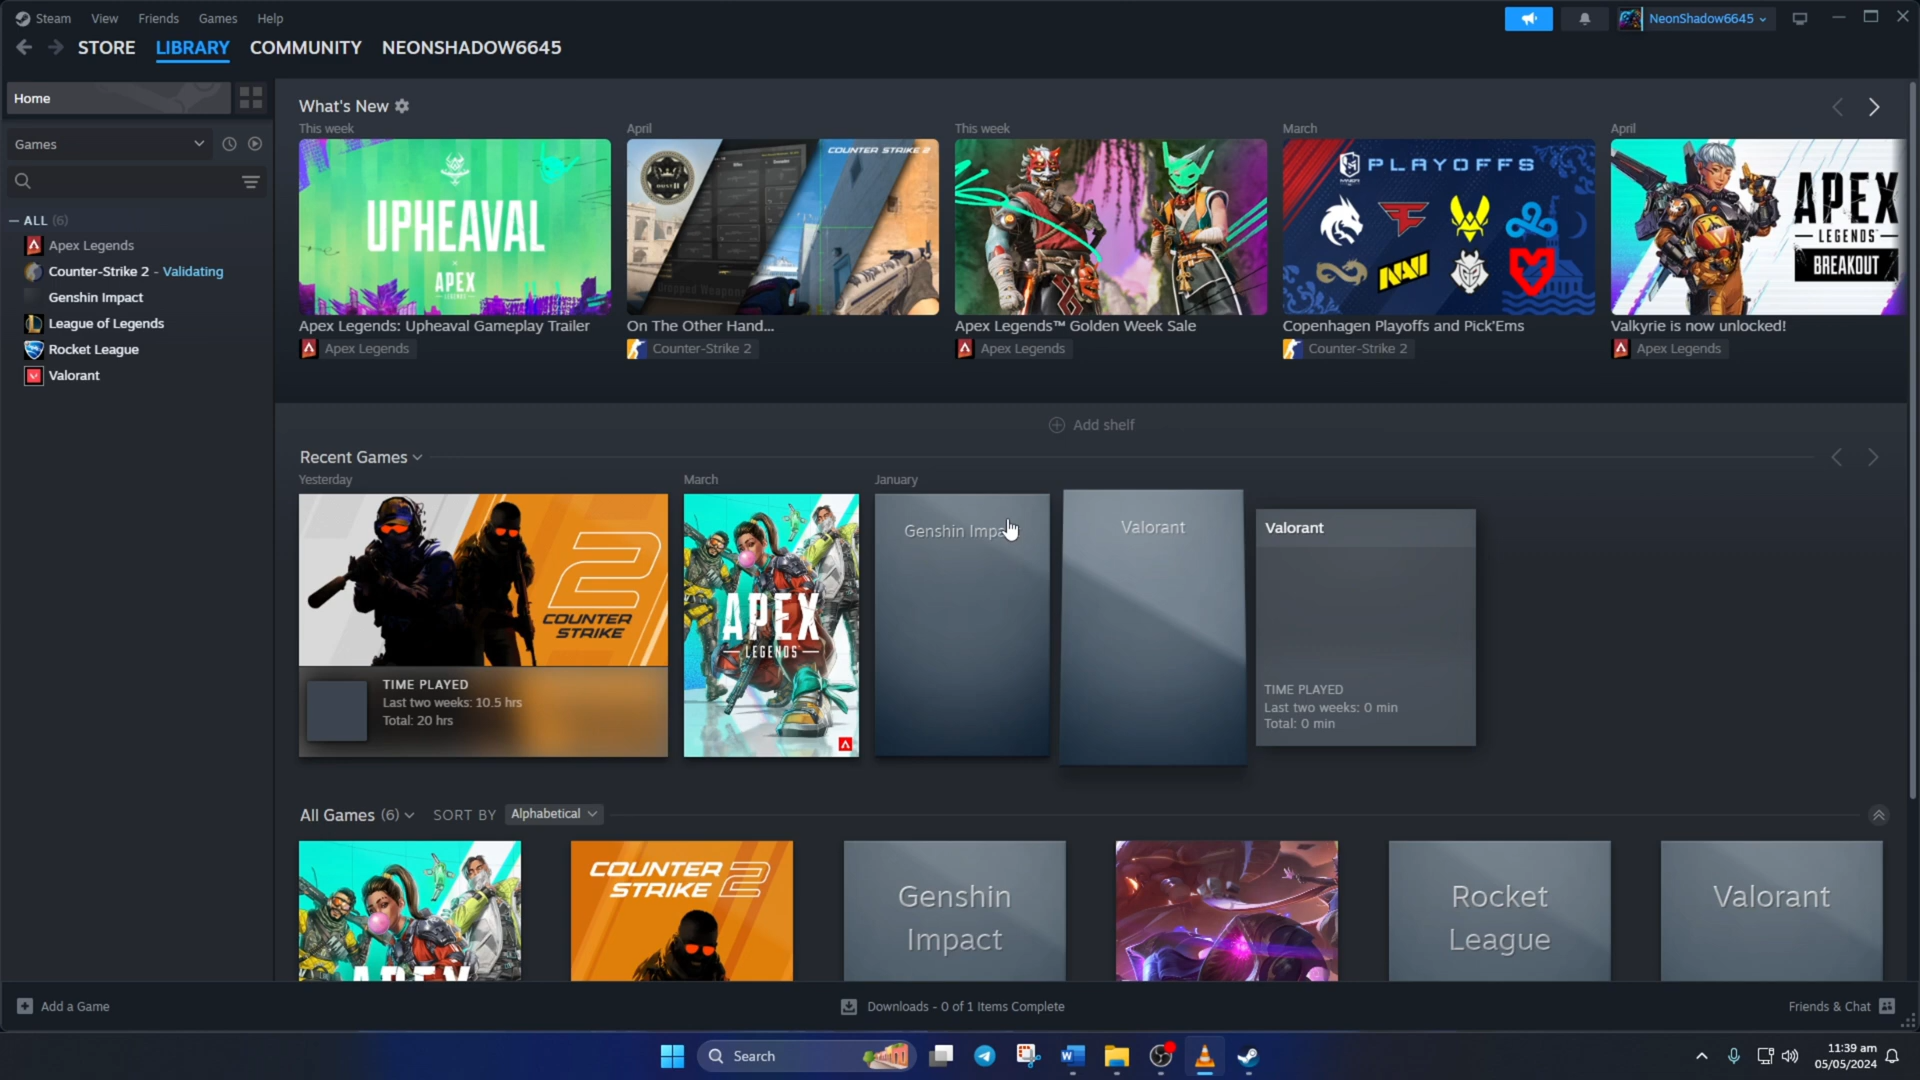 Steam View Friends Games Help
NeonShadow6645
STORE LIBRARY COMMUNITY NEONSHADOW6645
Home
Games
ALL (6)
Apex Legends
Counter-Strike 2 - Validating
Genshin Impact
League of Legends
Rocket League
Valorant
What's New
This week
UPHEAVAL
×
APEX
LEGENDS
Apex Legends: Upheaval Gameplay Trailer
Apex Legends
April
COUNTER STRIKE 2
Dropped Weapons
On The Other Hand...
Counter-Strike 2
This week
Apex Legends™ Golden Week Sale
Apex Legends
March
PLAYOFFS
NAVI
Copenhagen Playoffs and Pick'Ems
Counter-Strike 2
April
APEX
LEGENDS
BREAKOUT
Valkyrie is now unlocked!
Apex Legends
Add shelf
Recent Games
Yesterday
2
COUNTER
STRIKE
TIME PLAYED
Last two weeks: 10.5 hrs
Total: 20 hrs
March
APEX
LEGENDS
January
Genshin Impa
Valorant
Valorant
TIME PLAYED
Last two weeks: 0 min
Total: 0 min
All Games (6) SORT BY Alphabetical
APEX
COUNTER
STRIKE 2
Genshin
Impact
Rocket
League
Valorant
Add a Game
Downloads - 0 of 1 Items Complete
Friends & Chat
Search
11:39 am
05/05/2024